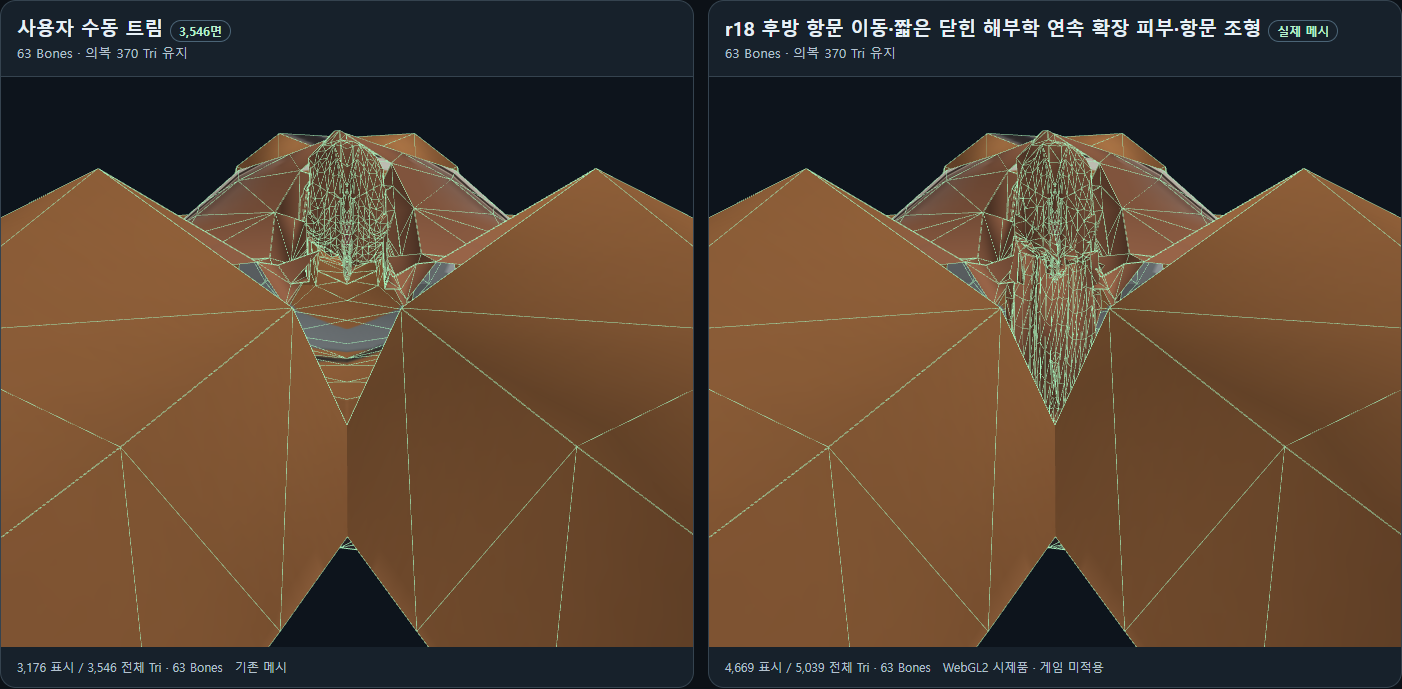 사용자 수동 트림 3,546면
63 Bones · 의복 370 Tri 유지
3,176 표시 / 3,546 전체 Tri · 63 Bones 기존 메시
r18 후방 항문 이동·짧은 닫힌 해부학 연속 확장 피부·항문 조형 실제 메시
63 Bones · 의복 370 Tri 유지
4,669 표시 / 5,039 전체 Tri · 63 Bones WebGL2 시제품 · 게임 미적용